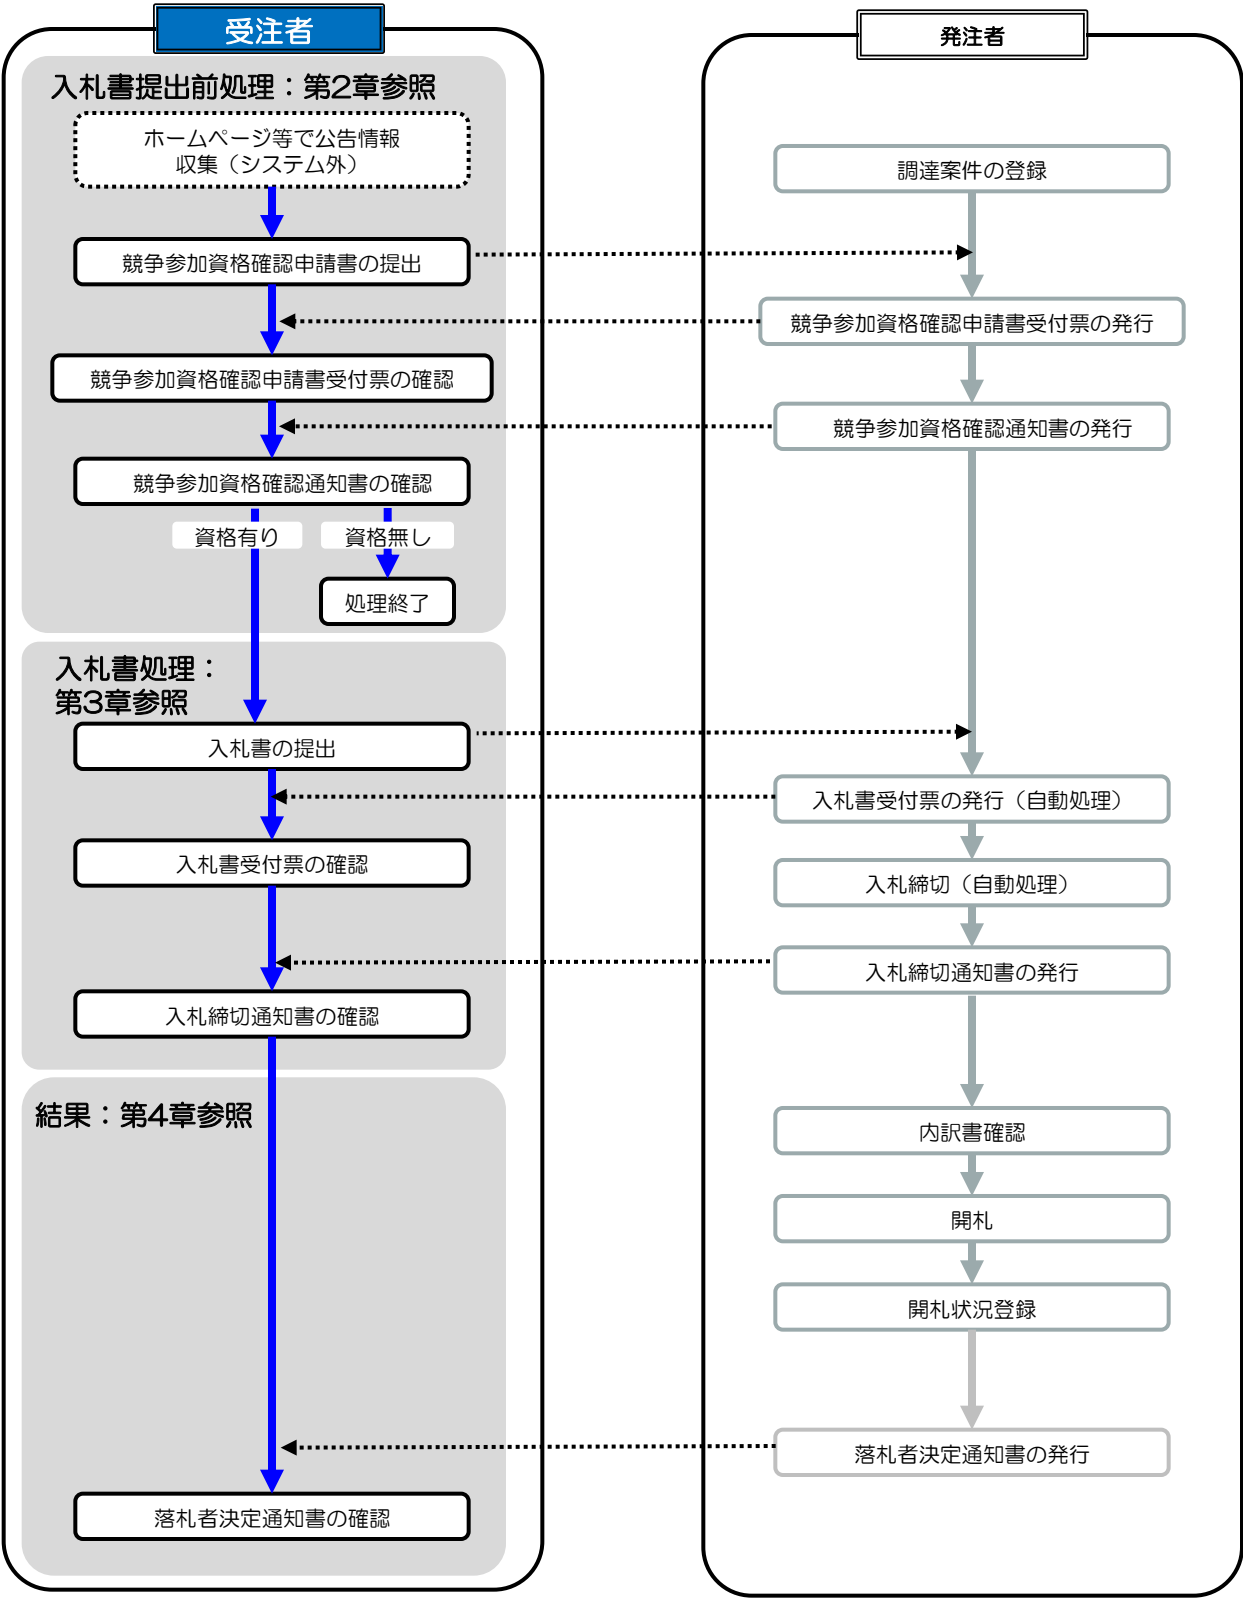 受注者
入札書提出前処理：第2章参照
ホームページ等で公告情報
収集（システム外）
競争参加資格確認申請書の提出
競争参加資格確認申請書受付票の確認
競争参加資格確認通知書の確認
資格有り
資格無し
処理終了
入札書処理：
第3章参照
入札書の提出
入札書受付票の確認
入札締切通知書の確認
結果：第4章参照
落札者決定通知書の確認
発注者
調達案件の登録
競争参加資格確認申請書受付票の発行
競争参加資格確認通知書の発行
入札書受付票の発行（自動処理）
入札締切（自動処理）
入札締切通知書の発行
内訳書確認
開札
開札状況登録
落札者決定通知書の発行